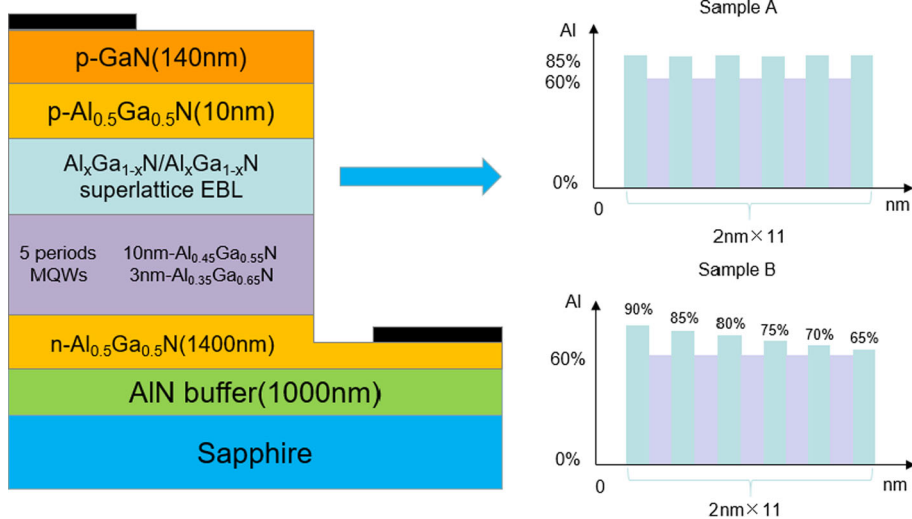 p-GaN(140nm)
p-Al0.5Ga0.5N(10nm)
AlxGa1-xN/AlxGa1-xN
superlattice EBL
5 periods 10nm-Al0.45Ga0.55N
MQWs 3nm-Al0.35Ga0.65N
n-Al0.5Ga0.5N(1400nm)
AlN buffer(1000nm)
Sapphire
Sample A
Al
85%
60%
0%
0 nm
2nm×11
Sample B
Al
90% 85% 80% 75% 70% 65%
60%
0%
0 nm
2nm×11